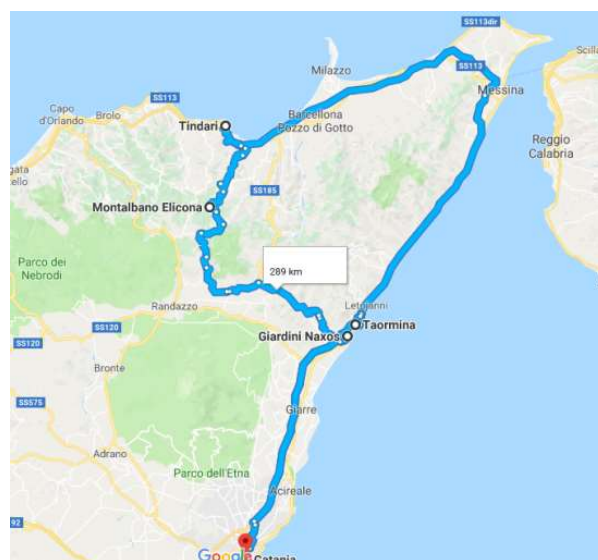 SS113dir
Scilla
SS113
Milazzo
Messina
SS113
Capo
d'Orlando
Brolo
Tindari
Barcellona
Pozzo di Gotto
Reggio
Calabria
SS185
Montalbano Elicona
Parco dei
Nebrodi
289 km
Randazzo
Letojanni
Taormina
SS120
Giardini Naxos
SS120
Bronte
SS575
Giarre
Adrano
Parco dell'Etna
Acireale
92
Google
Catania